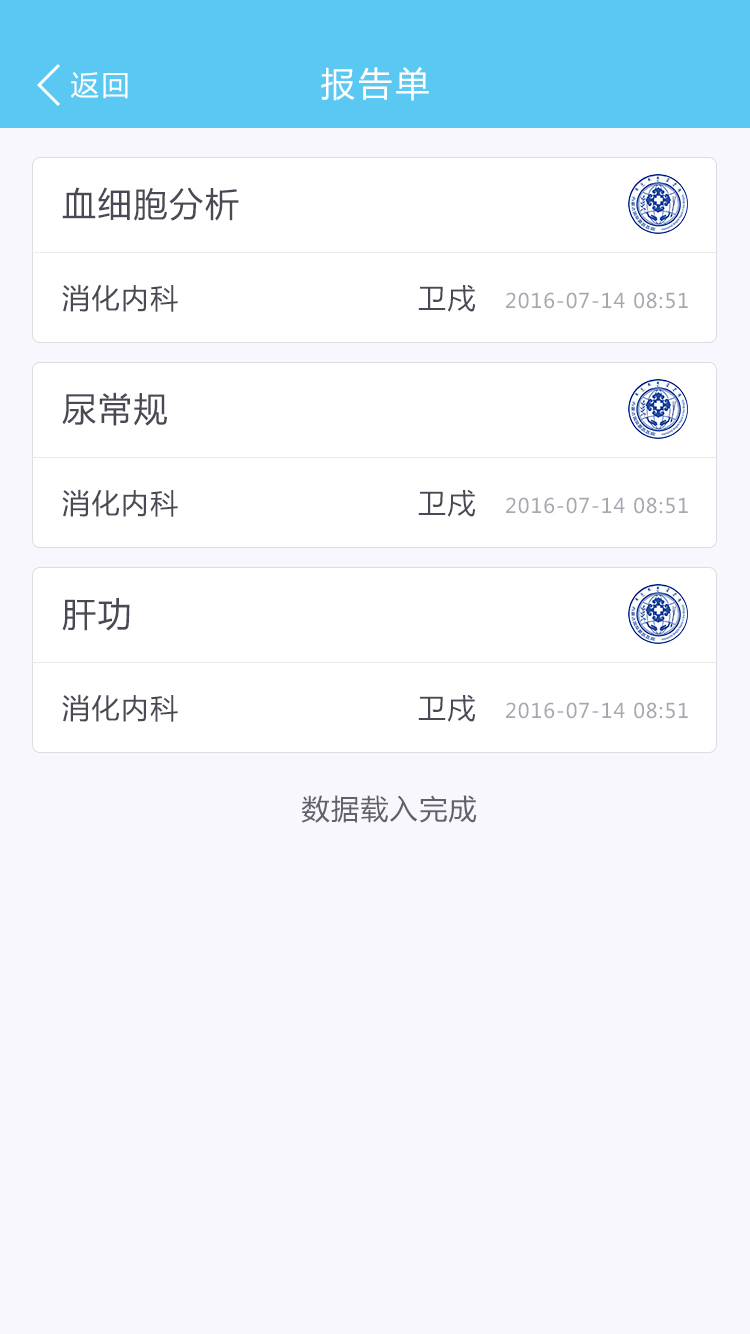 返回 报告单
血细胞分析
消化内科 卫戍 2016-07-14 08:51
尿常规
消化内科 卫戍 2016-07-14 08:51
肝功
消化内科 卫戍 2016-07-14 08:51
数据载入完成